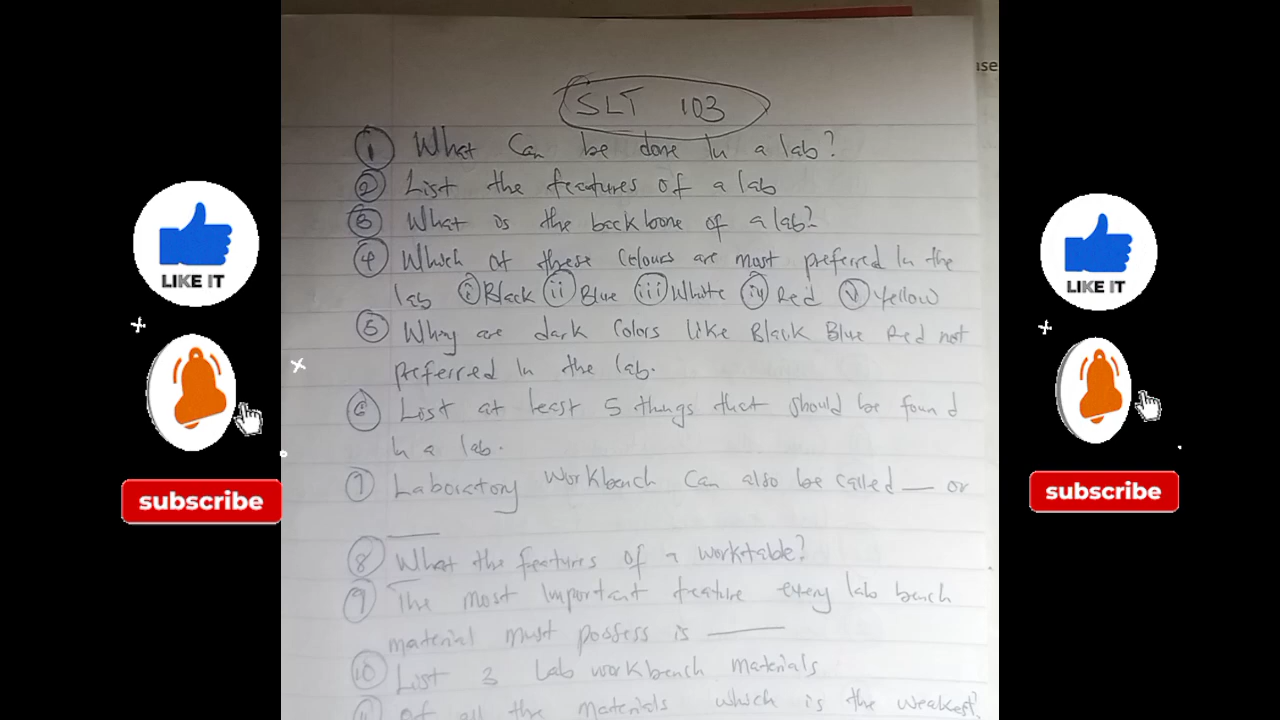 SLT 103
① What can be done in a lab?
② List the features of a lab
③ What is the backbone of a lab?
④ Which of these colours are most preferred in the
lab ⓘ Black ⓘⓘ Blue ⓘⓘⓘ White ⓘⓥ Red ⓥ Yellow
⑤ Why are dark colors like Black Blue Red not
preferred in the lab.
⑥ List at least 5 things that should be found
in a lab.
⑦ Laboratory workbench can also be called __ or
__
⑧ What the features of a worktable?
⑨ The most important feature every lab bench
material must possess is __
⑩ List 3 Lab workbench materials
⑪ Of all the materials which is the weakest?
LIKE IT
subscribe
LIKE IT
subscribe